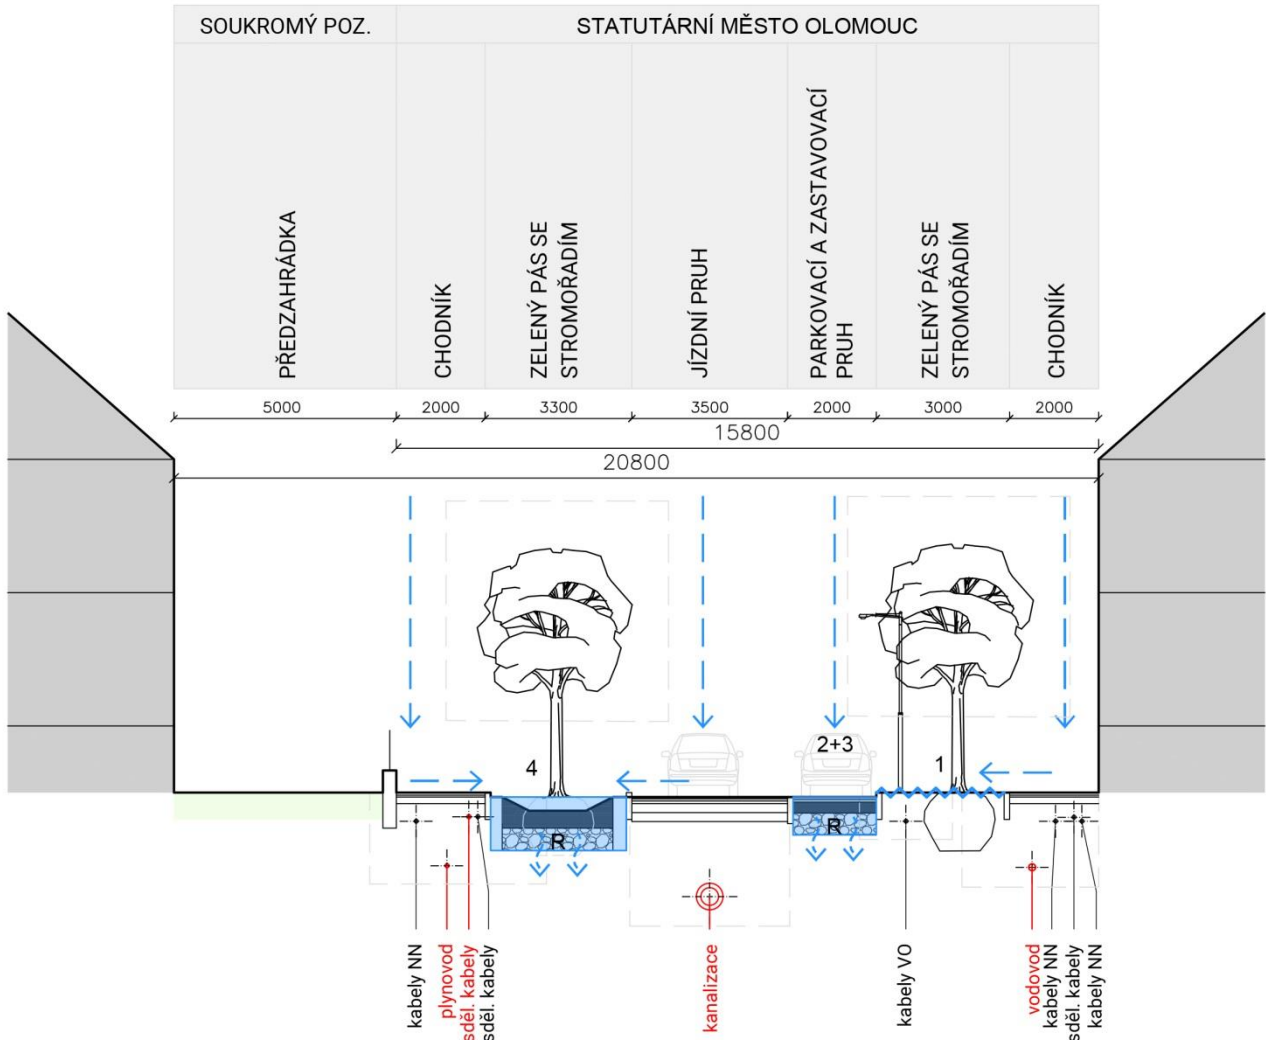 SOUKROMÝ POZ.
STATUTÁRNÍ MĚSTO OLOMOUC
PŘEDZAHRÁDKA
CHODNÍK
ZELENÝ PÁS SE
STROMOŘADÍM
JÍZDNÍ PRUH
PARKOVACÍ A ZASTAVOVACÍ
PRUH
ZELENÝ PÁS SE
STROMOŘADÍM
CHODNÍK
5000
2000
3300
3500
2000
3000
2000
15800
20800
4
2+3
1
R
R
kabely NN
plynovod
sděl. kabely
sděl. kabely
kanalizace
kabely VO
vodovod
kabely NN
sděl. kabely
kabely NN